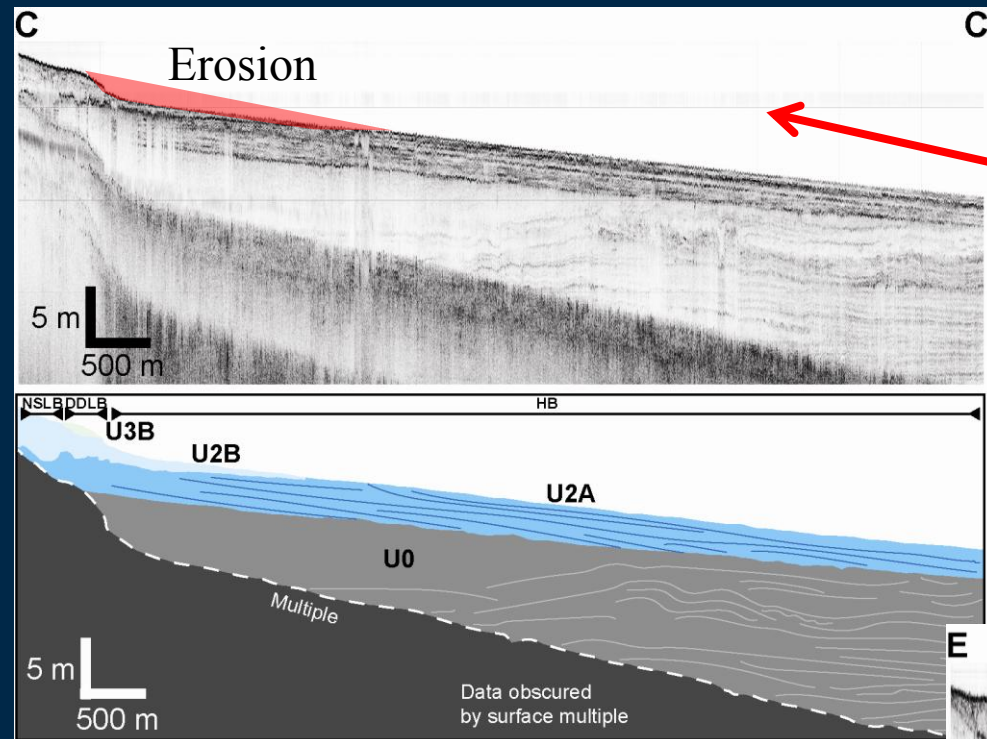 C C
Erosion
5 m
500 m
NSLB DDLB HB
U3B
U2B
U2A
U0
Multiple
5 m
500 m
Data obscured
by surface multiple
E